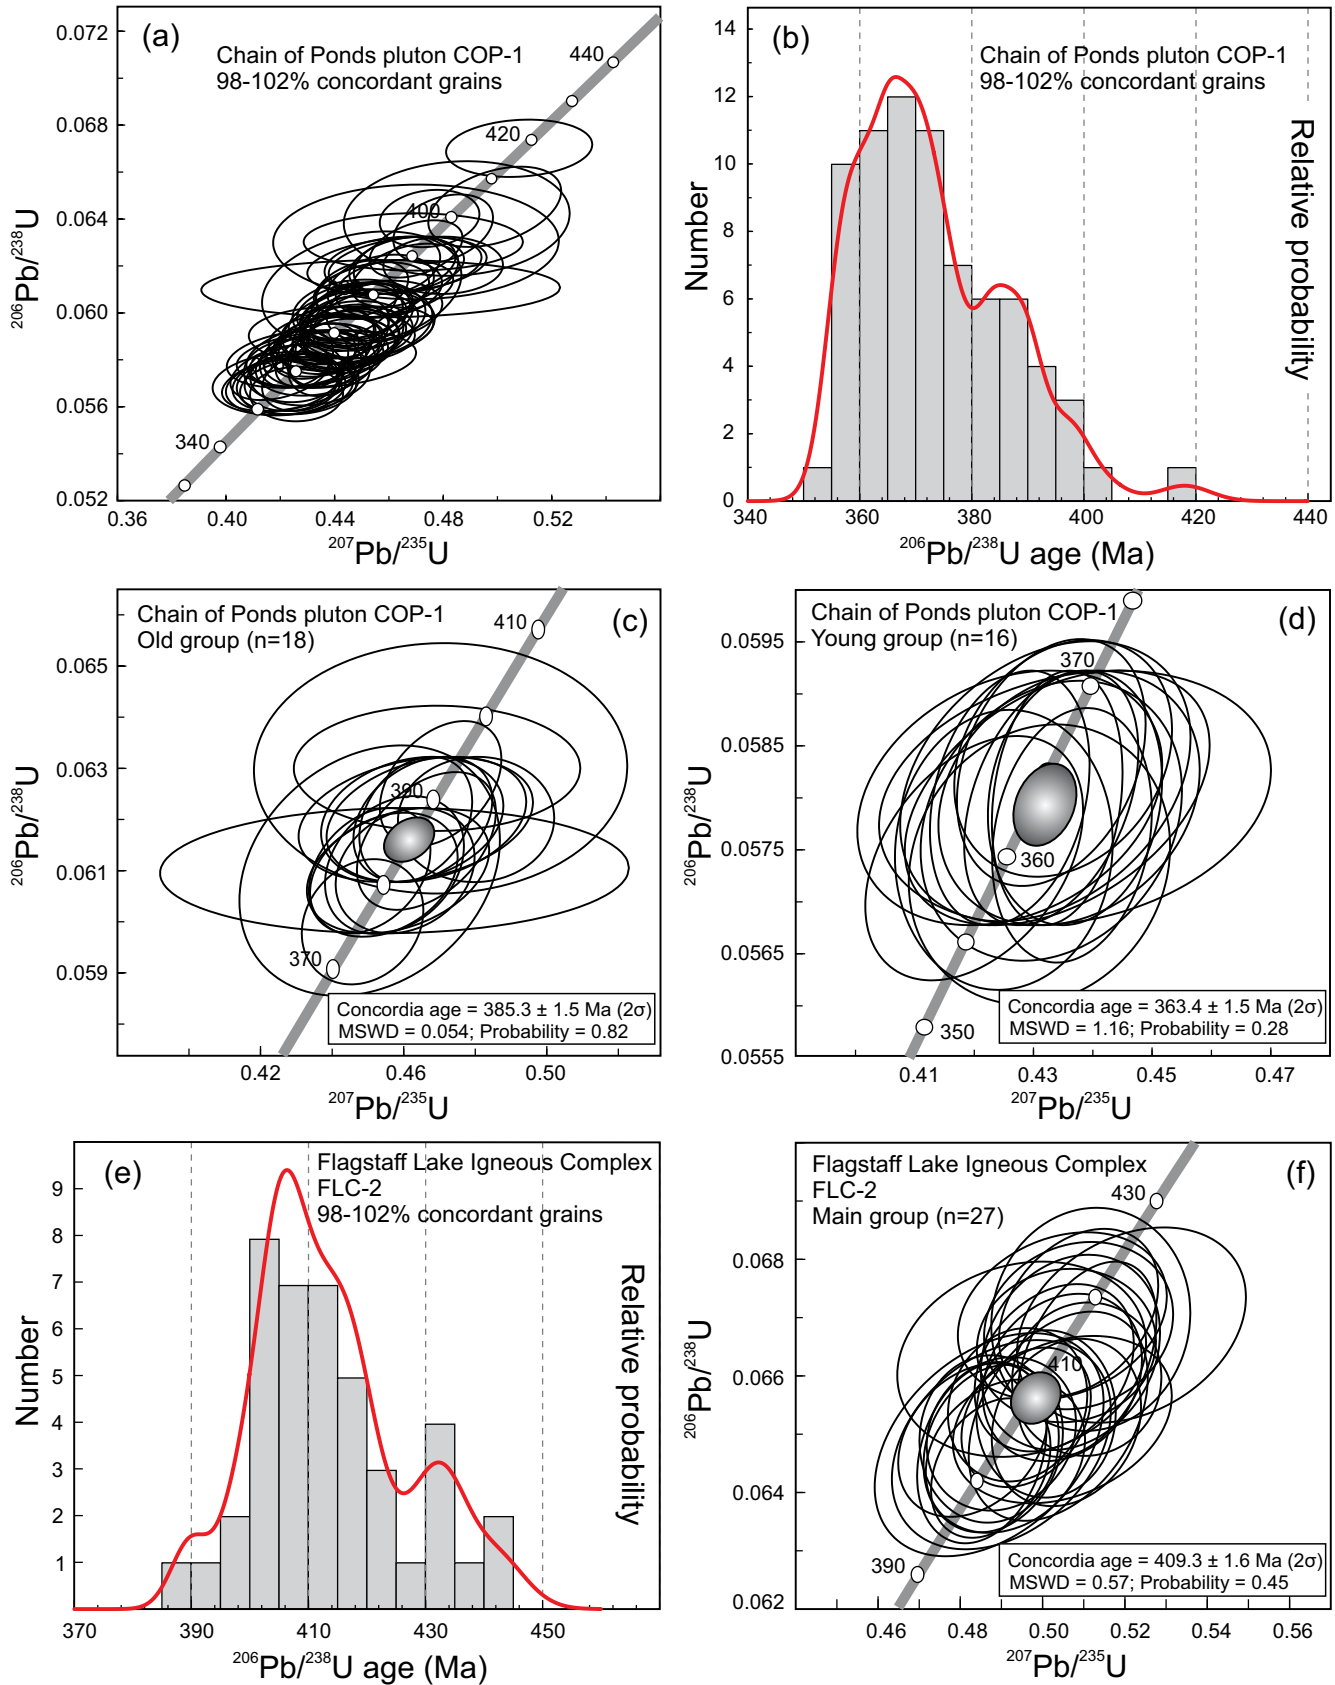 (a)
Chain of Ponds pluton COP-1
98-102% concordant grains
0.072
0.068
0.064
0.060
0.056
0.052
440
420
400
340
0.36
0.40
0.44
0.48
0.52
206Pb/238U
207Pb/235U
(b)
Chain of Ponds pluton COP-1
98-102% concordant grains
14
12
10
8
6
4
2
0
340
360
380
400
420
440
Number
Relative probability
206Pb/238U age (Ma)
Chain of Ponds pluton COP-1
Old group (n=18)
(c)
410
390
370
0.065
0.063
0.061
0.059
0.42
0.46
0.50
206Pb/238U
207Pb/235U
Concordia age = 385.3 ± 1.5 Ma (2σ)
MSWD = 0.054; Probability = 0.82
Chain of Ponds pluton COP-1
Young group (n=16)
(d)
370
360
350
0.0595
0.0585
0.0575
0.0565
0.0555
0.41
0.43
0.45
0.47
206Pb/238U
207Pb/235U
Concordia age = 363.4 ± 1.5 Ma (2σ)
MSWD = 1.16; Probability = 0.28
(e)
Flagstaff Lake Igneous Complex
FLC-2
98-102% concordant grains
9
8
7
6
5
4
3
2
1
370
390
410
430
450
Number
Relative probability
206Pb/238U age (Ma)
Flagstaff Lake Igneous Complex
FLC-2
Main group (n=27)
(f)
430
410
390
0.068
0.066
0.064
0.062
0.46
0.48
0.50
0.52
0.54
0.56
206Pb/238U
207Pb/235U
Concordia age = 409.3 ± 1.6 Ma (2σ)
MSWD = 0.57; Probability = 0.45